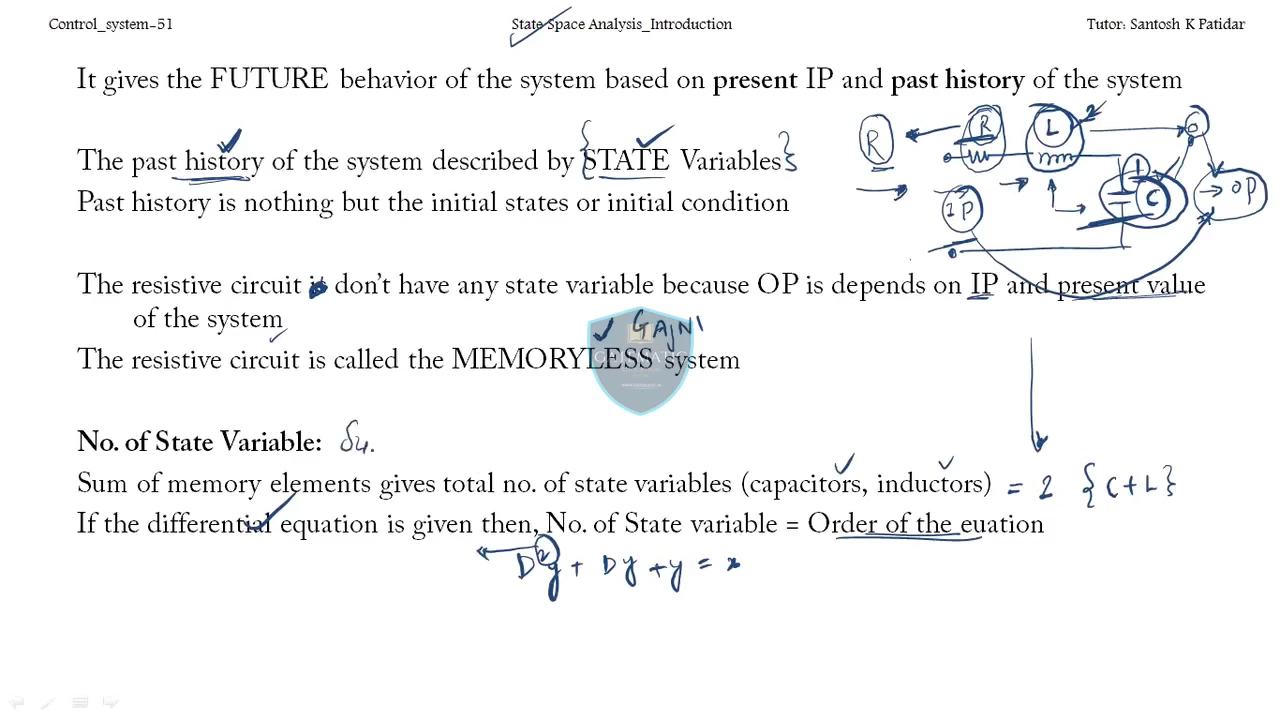 Control_system-51
State Space Analysis_Introduction
Tutor: Santosh K Patidar
It gives the FUTURE behavior of the system based on present IP and past history of the system
R
R
L
2
O
1
C
IP
→ OP
The past history of the system described by {STATE Variables}
Past history is nothing but the initial states or initial condition
The resistive circuit is don't have any state variable because OP is depends on IP and present value
of the system
GAJNI
The resistive circuit is called the MEMORYLESS system
No. of State Variable:
Sum of memory elements gives total no. of state variables (capacitors, inductors) = 2 {C+L}
If the differential equation is given then, No. of State variable = Order of the euation
D²y + Dy + y = x